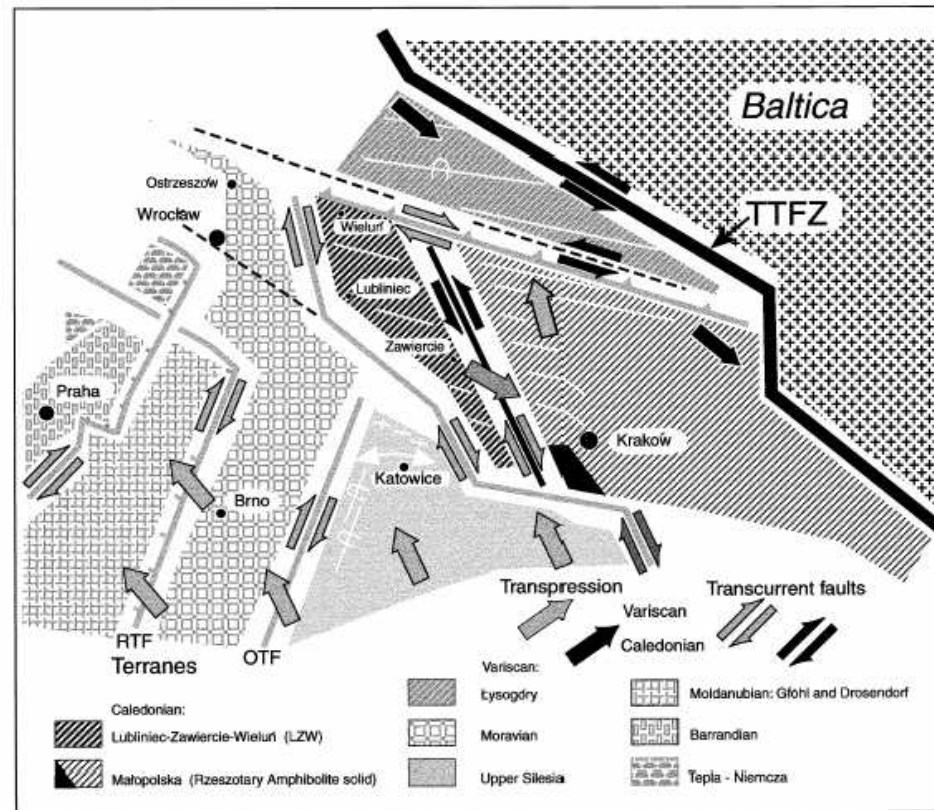 Baltica
TTFZ
Ostrzeszów
Wrocław
Wieluń
Lubliniec
Zawiercie
Praha
Kraków
Katowice
Brno
Transpression
Transcurrent faults
Variscan
Caledonian
RTF
OTF
Terranes
Caledonian:
Lubliniec-Zawiercie-Wieluń (LZW)
Małopolska (Rzeszotary Amphibolite solid)
Variscan:
Łysogóry
Moravian
Upper Silesia
Moldanubian: Gföhl and Drosendorf
Barrandian
Tepla - Niemcza